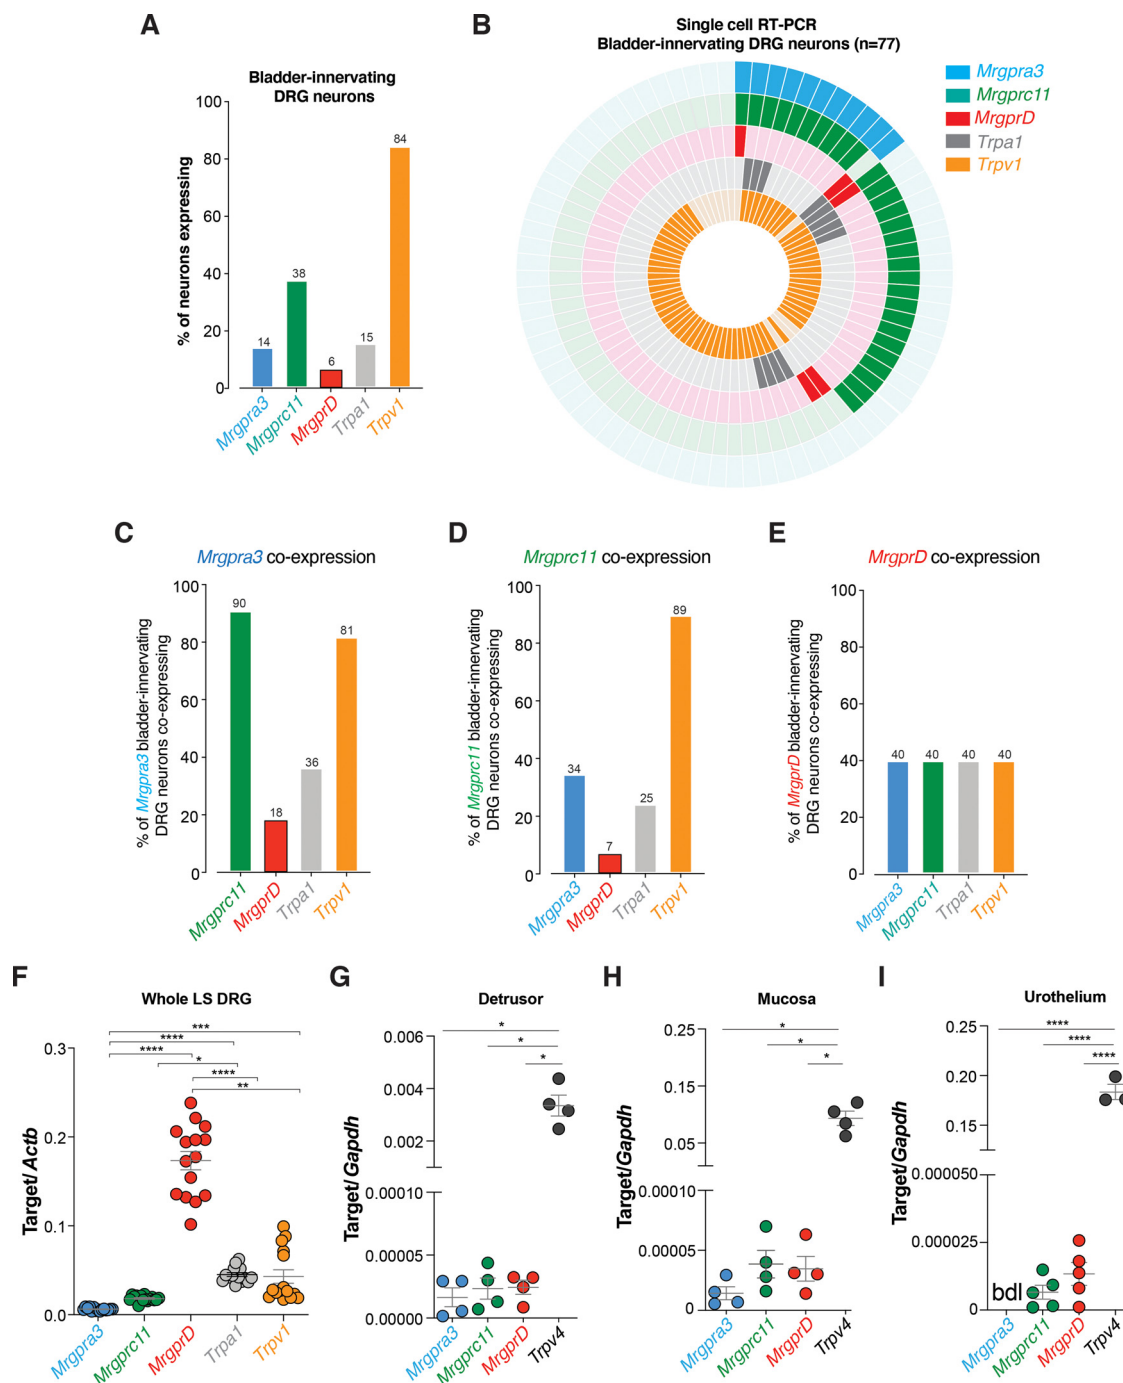 A
Bladder-innervating
DRG neurons
% of neurons expressing
100
80
60
40
20
0
14
38
6
15
84
Mrgpra3
Mrgprc11
MrgprD
Trpa1
Trpv1
B
Single cell RT-PCR
Bladder-innervating DRG neurons (n=77)
Mrgpra3
Mrgprc11
MrgprD
Trpa1
Trpv1
C
Mrgpra3 co-expression
% of Mrgpra3 bladder-innervating
DRG neurons co-expressing
100
80
60
40
20
0
90
18
36
81
Mrgprc11
MrgprD
Trpa1
Trpv1
D
Mrgprc11 co-expression
% of Mrgprc11 bladder-innervating
DRG neurons co-expressing
100
80
60
40
20
0
34
7
25
89
Mrgpra3
MrgprD
Trpa1
Trpv1
E
MrgprD co-expression
% of MrgprD bladder-innervating
DRG neurons co-expressing
100
80
60
40
20
0
40
40
40
40
Mrgpra3
Mrgprc11
Trpa1
Trpv1
F
Whole LS DRG
Target/Actb
***
****
****
*
****
**
0.3
0.2
0.1
0.0
Mrgpra3
Mrgprc11
MrgprD
Trpa1
Trpv1
G
Detrusor
Target/Gapdh
*
*
*
0.006
0.004
0.002
0.00010
0.00005
0.00000
Mrgpra3
Mrgprc11
MrgprD
Trpv4
H
Mucosa
Target/Gapdh
*
*
*
0.25
0.15
0.05
0.00010
0.00005
0
Mrgpra3
Mrgprc11
MrgprD
Trpv4
I
Urothelium
Target/Gapdh
****
****
****
0.25
0.20
0.15
0.000050
0.000025
0
bdl
Mrgpra3
Mrgprc11
MrgprD
Trpv4